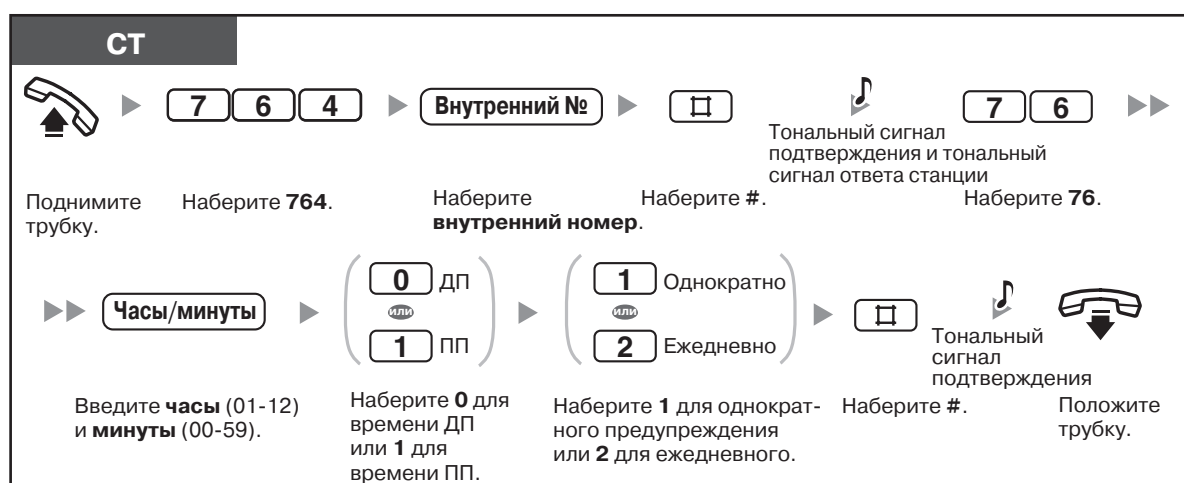 СТ
7 6 4
Внутренний №
Тональный сигнал
подтверждения и тональный
сигнал ответа станции
7 6
Поднимите
трубку.
Наберите 764.
Наберите
внутренний номер.
Наберите #.
Наберите 76.
Часы/минуты
0 ДП
или
1 ПП
1 Однократно
или
2 Ежедневно
Тональный
сигнал
подтверждения
Введите часы (01-12)
и минуты (00-59).
Наберите 0 для
времени ДП
или 1 для
времени ПП.
Наберите 1 для однократ-
ного предупреждения
или 2 для ежедневного.
Наберите #.
Положите
трубку.